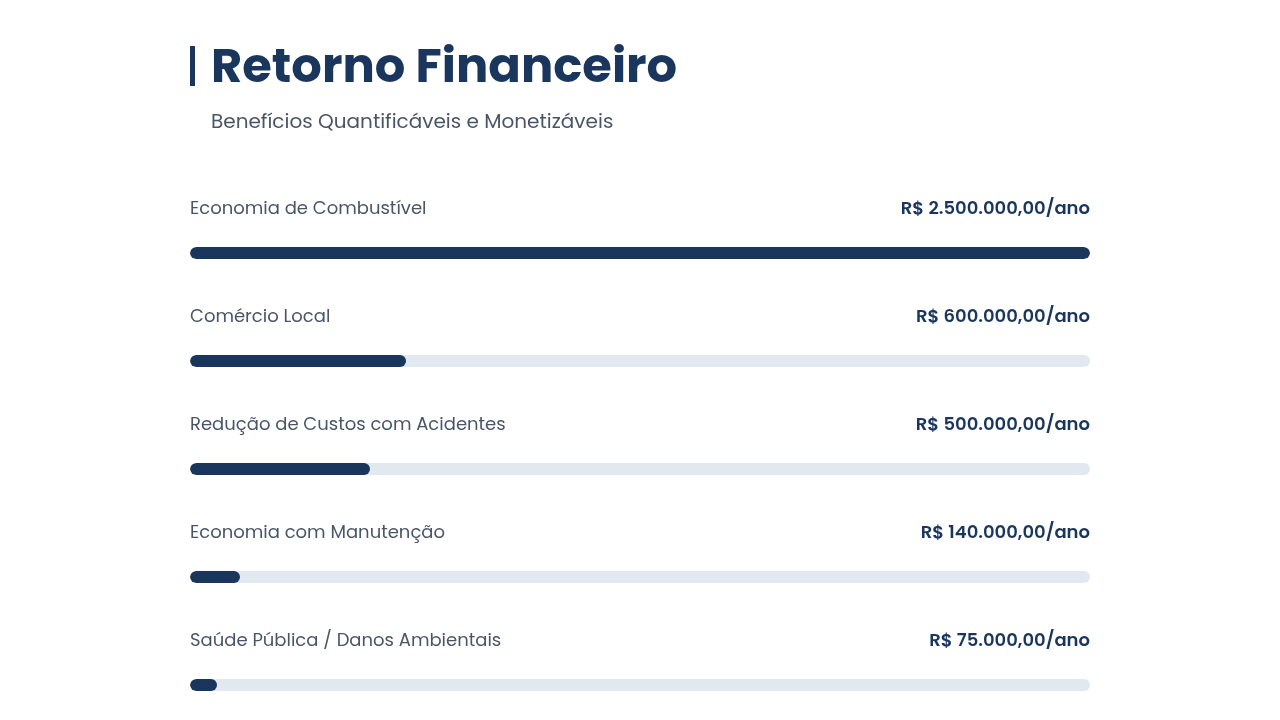 Retorno Financeiro
Benefícios Quantificáveis e Monetizáveis
Economia de Combustível R$ 2.500.000,00/ano
Comércio Local R$ 600.000,00/ano
Redução de Custos com Acidentes R$ 500.000,00/ano
Economia com Manutenção R$ 140.000,00/ano
Saúde Pública / Danos Ambientais R$ 75.000,00/ano